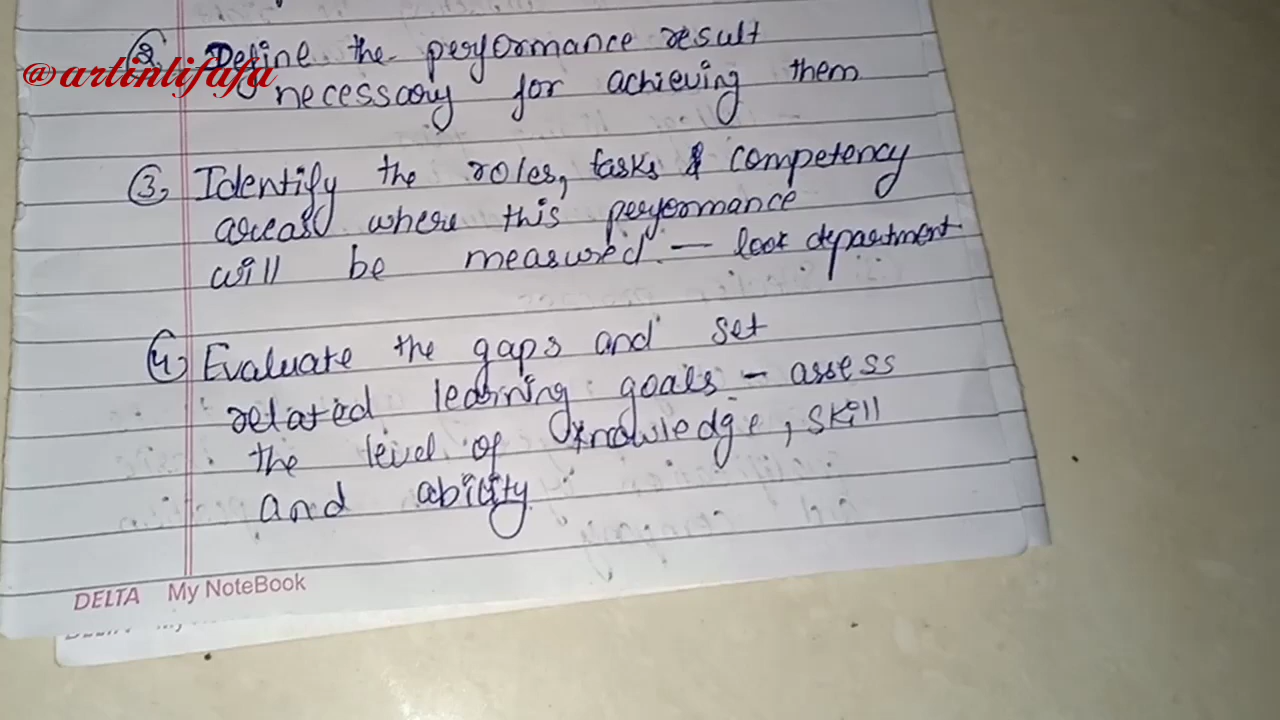 ② Define the performance result
@artinlifafa
necessary for achieving them
③, Identify the roles, tasks & competency
areas where this performance
will be measured. — look department
④, Evaluate the gaps and set
related learning goals - assess
the level of knowledge, skill
and ability.
DELTA My NoteBook